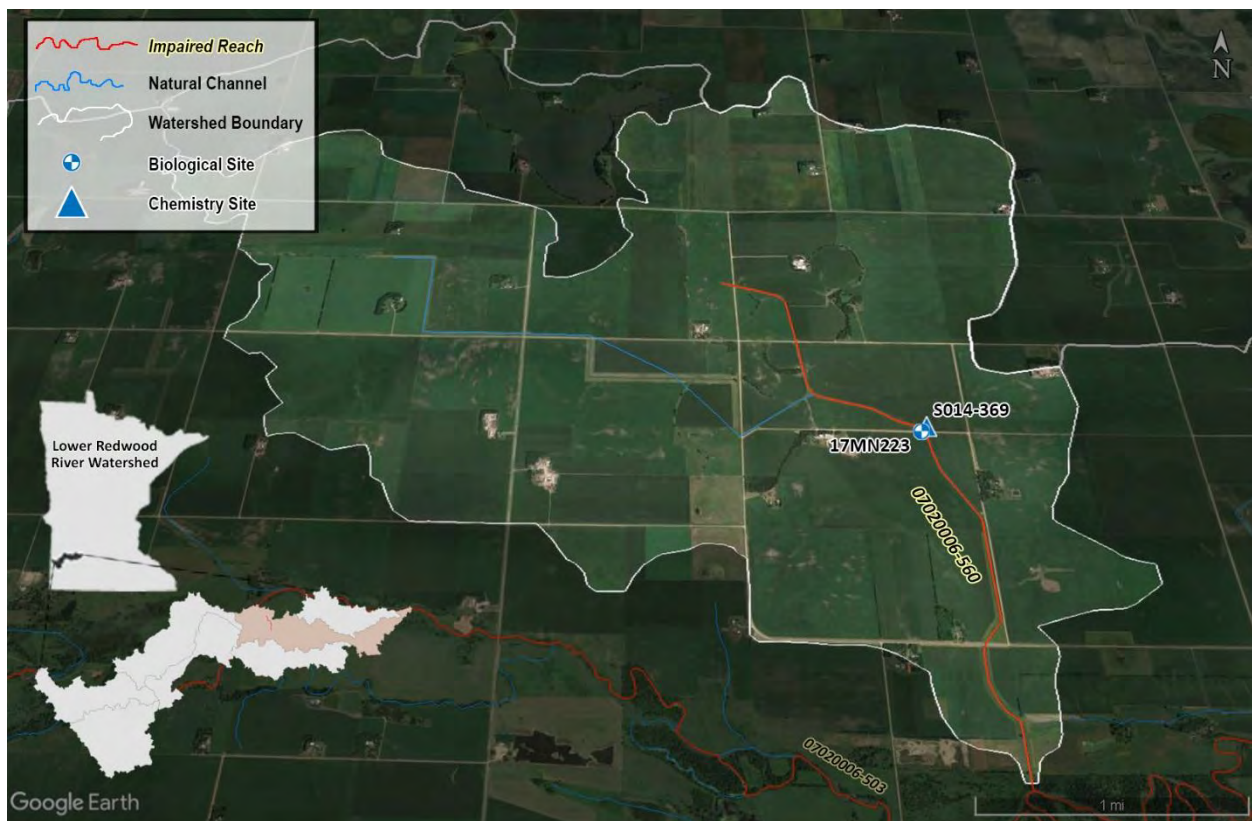 Impaired Reach
Natural Channel
Watershed Boundary
Biological Site
Chemistry Site
N
S014-369
17MN223
07020006-560
Lower Redwood
River Watershed
07020006-503
Google Earth
1 mi